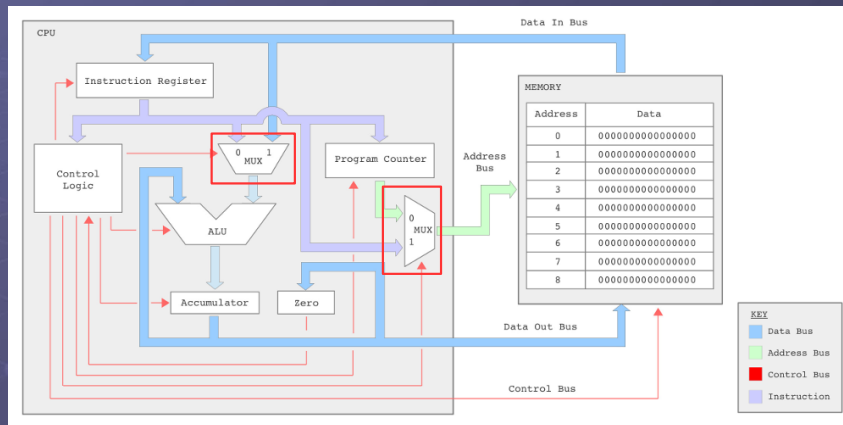 Data In Bus
CPU
Instruction Register
MEMORY
Address Data
0 0000000000000000
1 0000000000000000
2 0000000000000000
3 0000000000000000
4 0000000000000000
5 0000000000000000
6 0000000000000000
7 0000000000000000
8 0000000000000000
0 1
MUX
Program Counter
Address
Bus
Control
Logic
0
MUX
1
ALU
Accumulator
Zero
Data Out Bus
Control Bus
KEY
Data Bus
Address Bus
Control Bus
Instruction